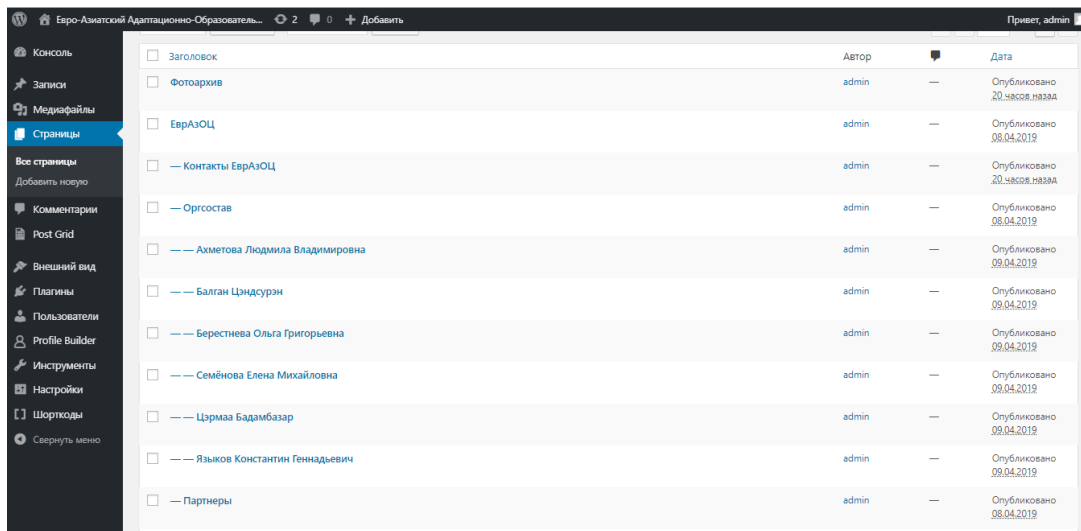 Евро-Азиатский Адаптационно-Образователь... 2 0 + Добавить Привет, admin
Консоль
Записи
Медиафайлы
Страницы
Все страницы
Добавить новую
Комментарии
Post Grid
Внешний вид
Плагины
Пользователи
Profile Builder
Инструменты
Настройки
[ ] Шорткоды
Свернуть меню
Заголовок Автор Дата
Фотоархив admin — Опубликовано
20 часов назад
ЕврАзОЦ admin — Опубликовано
08.04.2019
— Контакты ЕврАзОЦ admin — Опубликовано
20 часов назад
— Оргсостав admin — Опубликовано
08.04.2019
— — Ахметова Людмила Владимировна admin — Опубликовано
09.04.2019
— — Балган Цэндсурэн admin — Опубликовано
09.04.2019
— — Берестнева Ольга Григорьевна admin — Опубликовано
09.04.2019
— — Семёнова Елена Михайловна admin — Опубликовано
09.04.2019
— — Цэрмаа Бадамбазар admin — Опубликовано
09.04.2019
— — Языков Константин Геннадьевич admin — Опубликовано
09.04.2019
— Партнеры admin — Опубликовано
08.04.2019